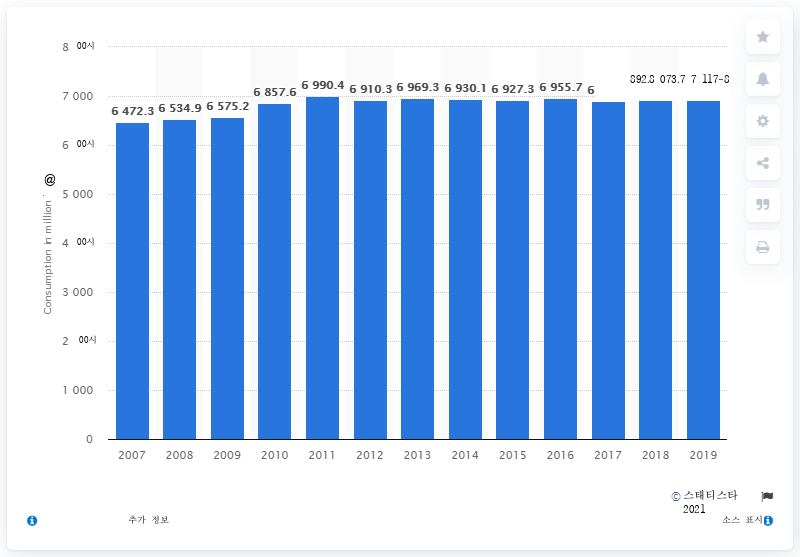 8 00시
892.8 073.7 7 117-8
6 472.3 6 534.9 6 575.2 6 857.6 6 990.4 6 910.3 6 969.3 6 930.1 6 927.3 6 955.7 6
7 000
6 00시
5 000
4 00시
3 000
2 00시
1 000
0
Consumption in million @
2007 2008 2009 2010 2011 2012 2013 2014 2015 2016 2017 2018 2019
© 스태티스타
2021
추가 정보
소스 표시